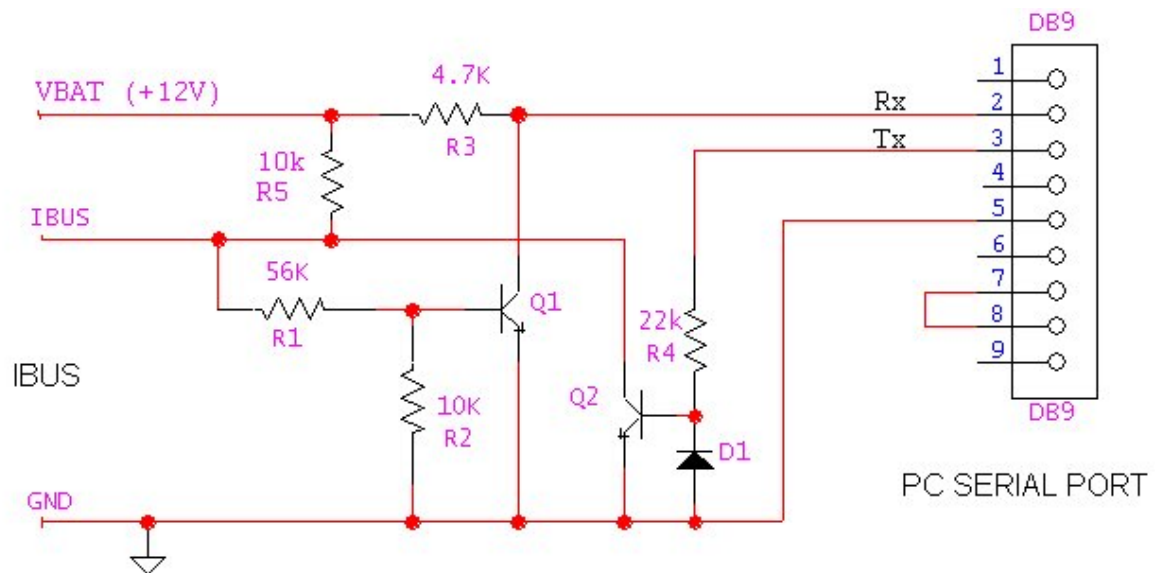 DB9
4.7K
VBAT (+12V)
R3
Rx
Tx
1
2
3
4
5
6
7
8
9
10k
R5
IBUS
56K
R1
Q1
22k
R4
IBUS
10K
R2
Q2
D1
DB9
PC SERIAL PORT
GND